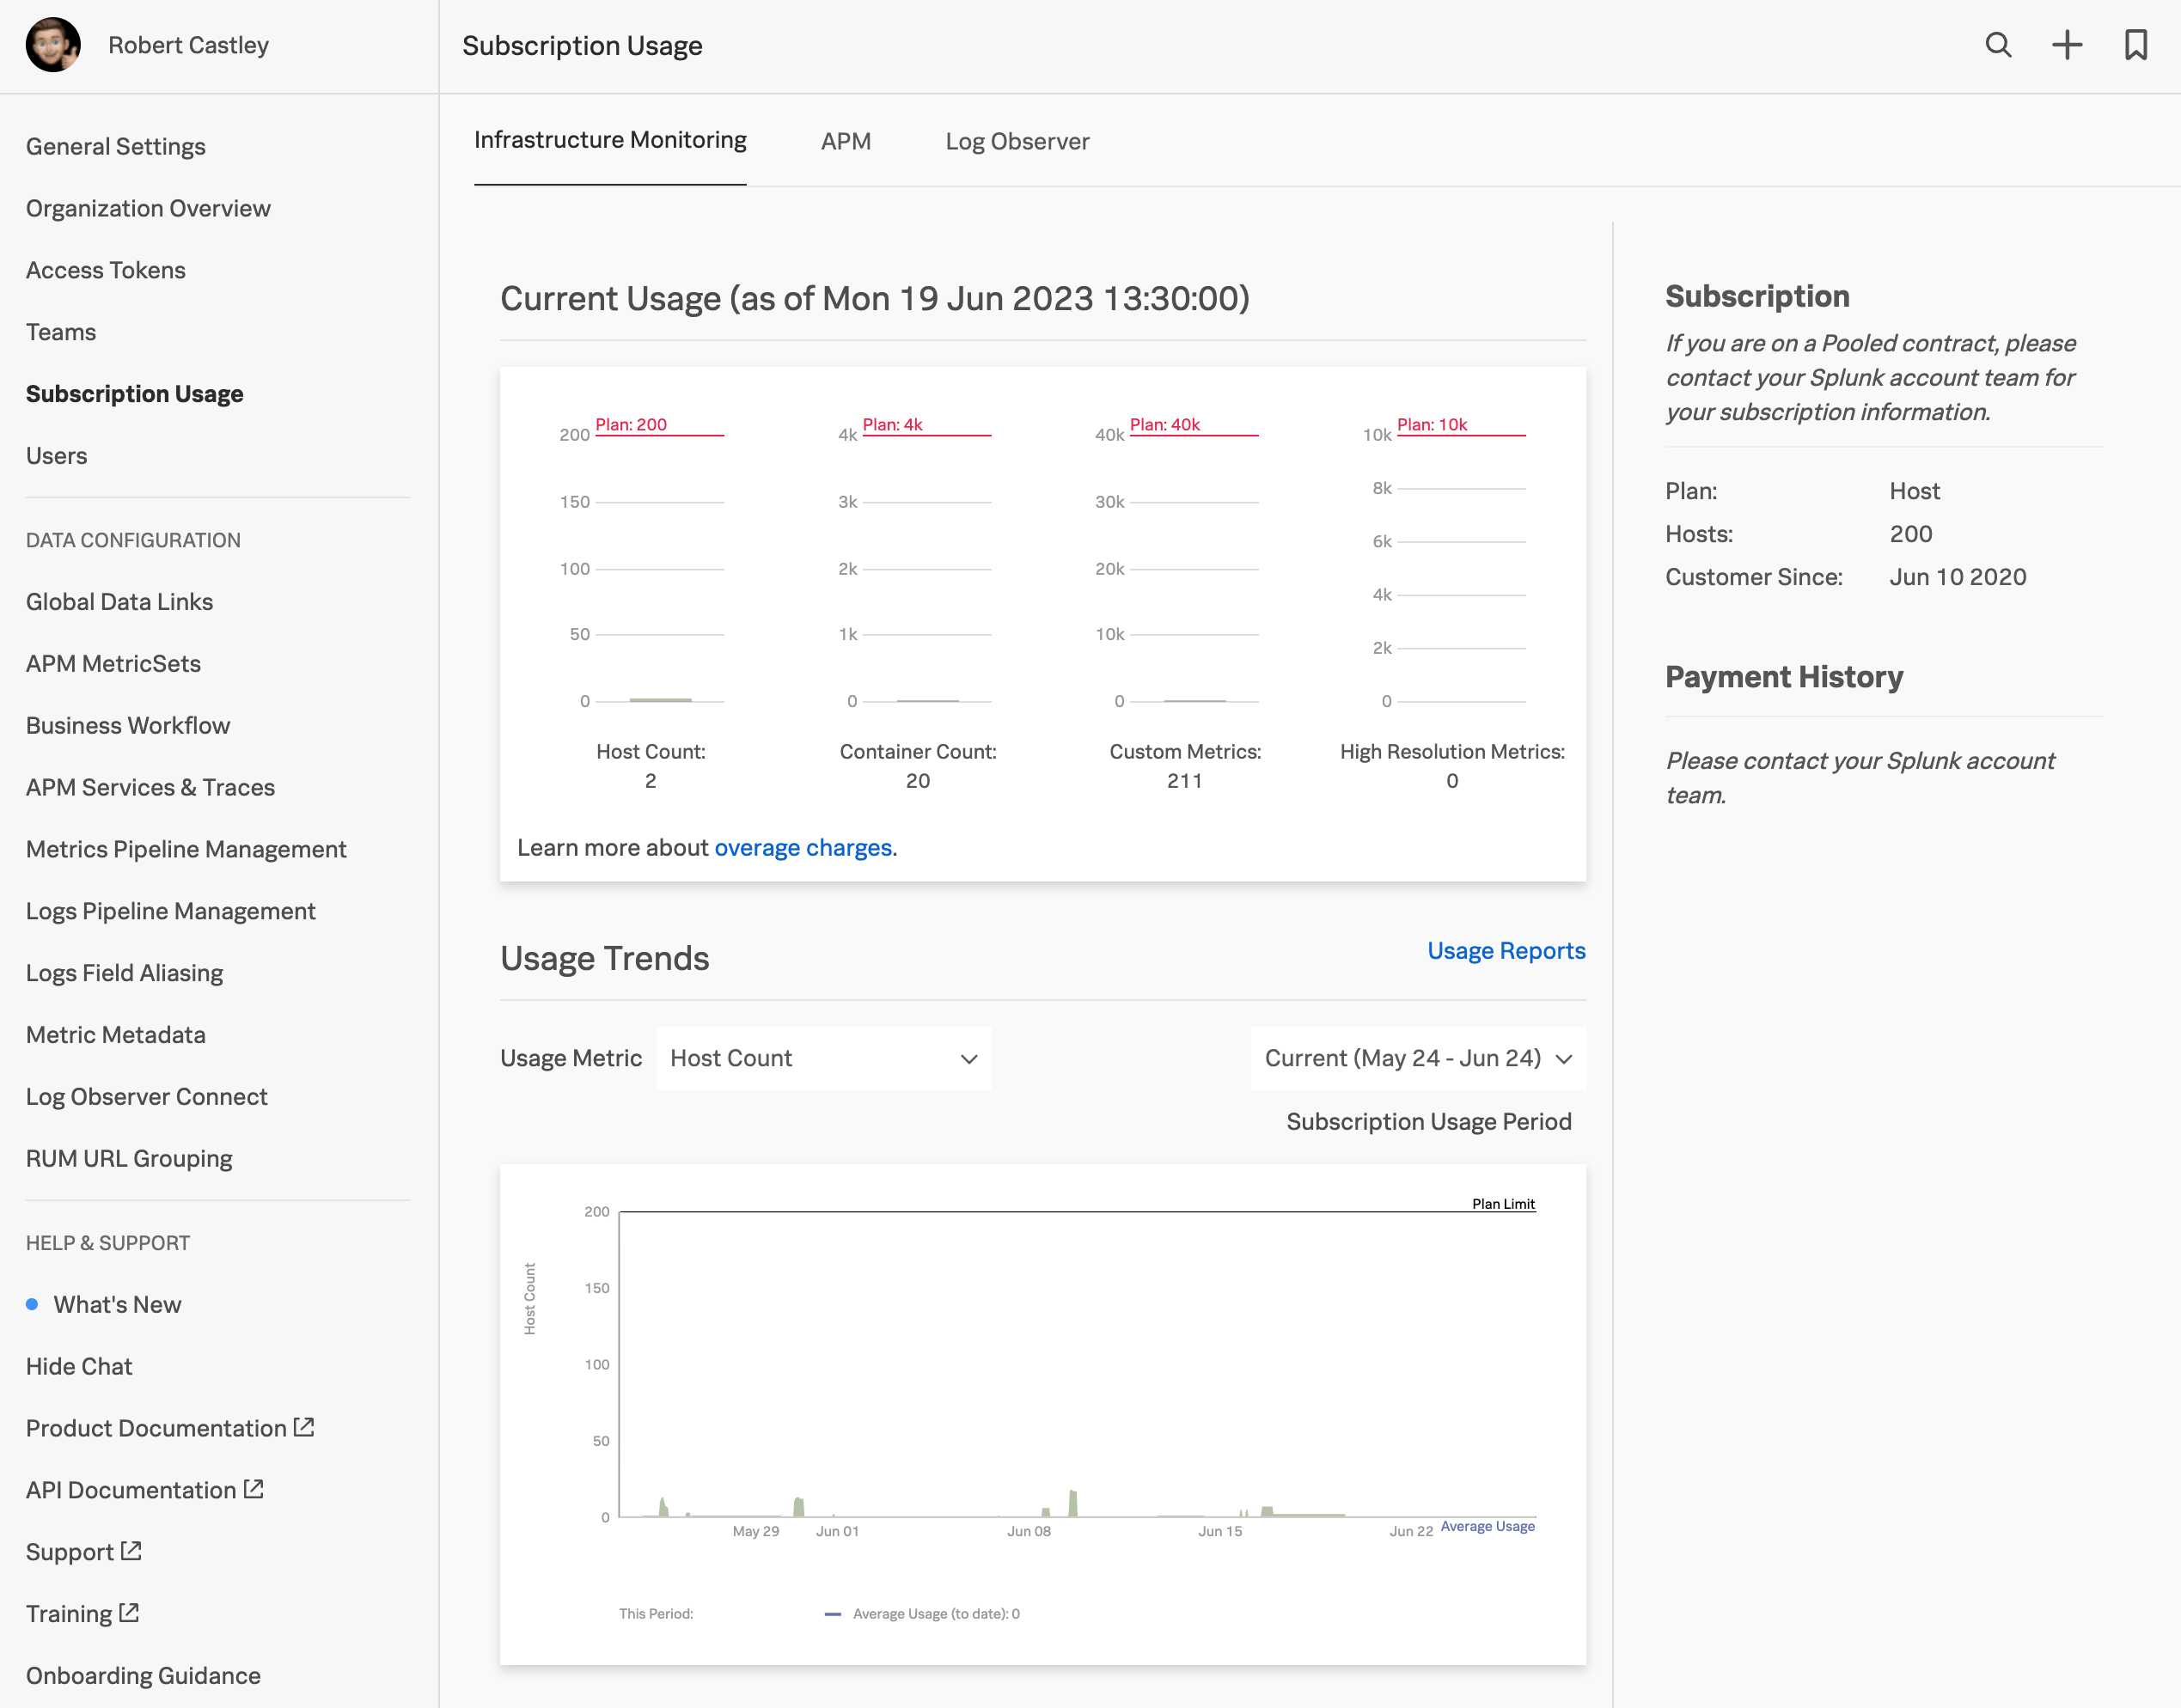 Robert Castley
Subscription Usage
General Settings
Organization Overview
Access Tokens
Teams
Subscription Usage
Users
DATA CONFIGURATION
Global Data Links
APM MetricSets
Business Workflow
APM Services & Traces
Metrics Pipeline Management
Logs Pipeline Management
Logs Field Aliasing
Metric Metadata
Log Observer Connect
RUM URL Grouping
HELP & SUPPORT
What's New
Hide Chat
Product Documentation
API Documentation
Support
Training
Onboarding Guidance
Infrastructure Monitoring APM Log Observer
Current Usage (as of Mon 19 Jun 2023 13:30:00)
Plan: 200
200
150
100
50
0
Host Count:
2
Plan: 4k
4k
3k
2k
1k
0
Container Count:
20
Plan: 40k
40k
30k
20k
10k
0
Custom Metrics:
211
Plan: 10k
10k
8k
6k
4k
2k
0
High Resolution Metrics:
0
Learn more about overage charges.
Usage Trends
Usage Reports
Usage Metric Host Count
Current (May 24 - Jun 24)
Subscription Usage Period
Plan Limit
Host Count
200
150
100
50
0
May 29 Jun 01 Jun 08 Jun 15 Jun 22
Average Usage
This Period: Average Usage (to date): 0
Subscription
If you are on a Pooled contract, please
contact your Splunk account team for
your subscription information.
Plan: Host
Hosts: 200
Customer Since: Jun 10 2020
Payment History
Please contact your Splunk account
team.